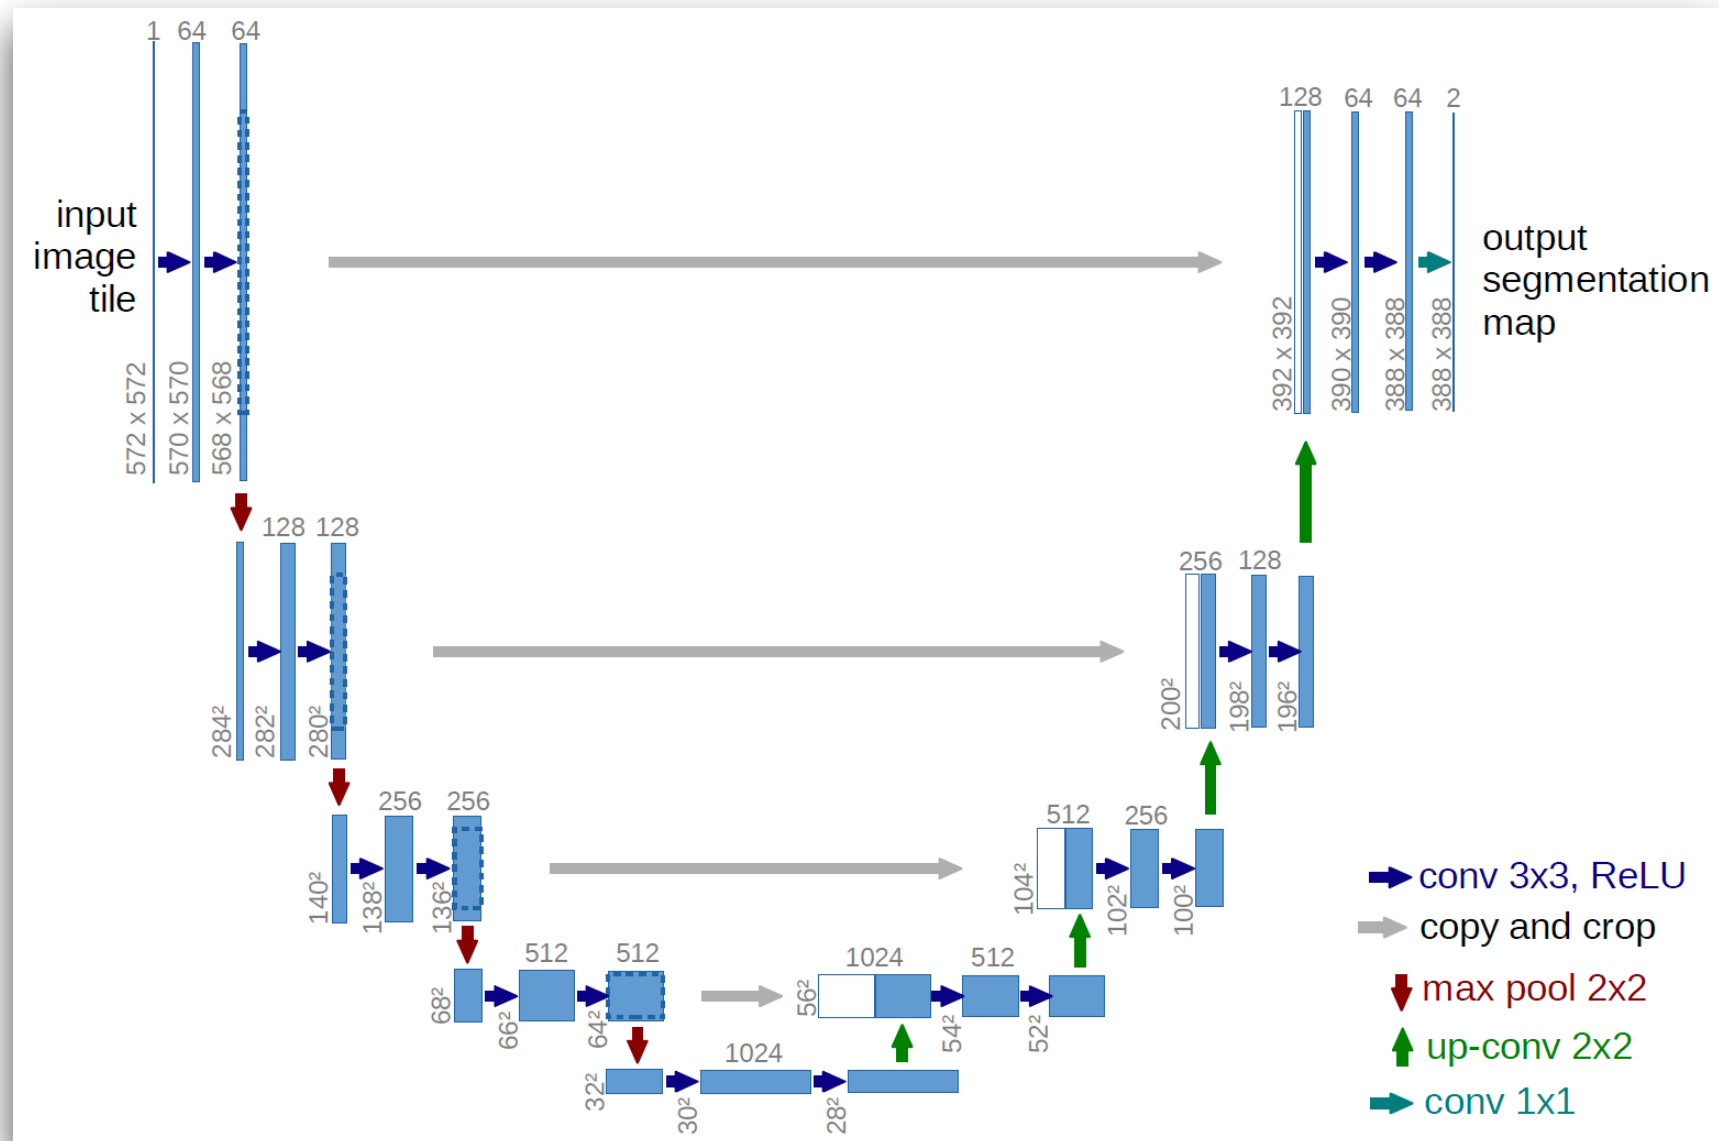 1 64 64
128 64 64 2
input
image
tile
output
segmentation
map
572 x 572
570 x 570
568 x 568
392 x 392
390 x 390
388 x 388
388 x 388
128 128
256 128
284²
282²
280²
200²
198²
196²
256 256
512 256
140²
138²
136²
104²
102²
100²
512 512
1024 512
68²
66²
64²
56²
54²
52²
1024
32²
30²
28²
conv 3x3, ReLU
copy and crop
max pool 2x2
up-conv 2x2
conv 1x1